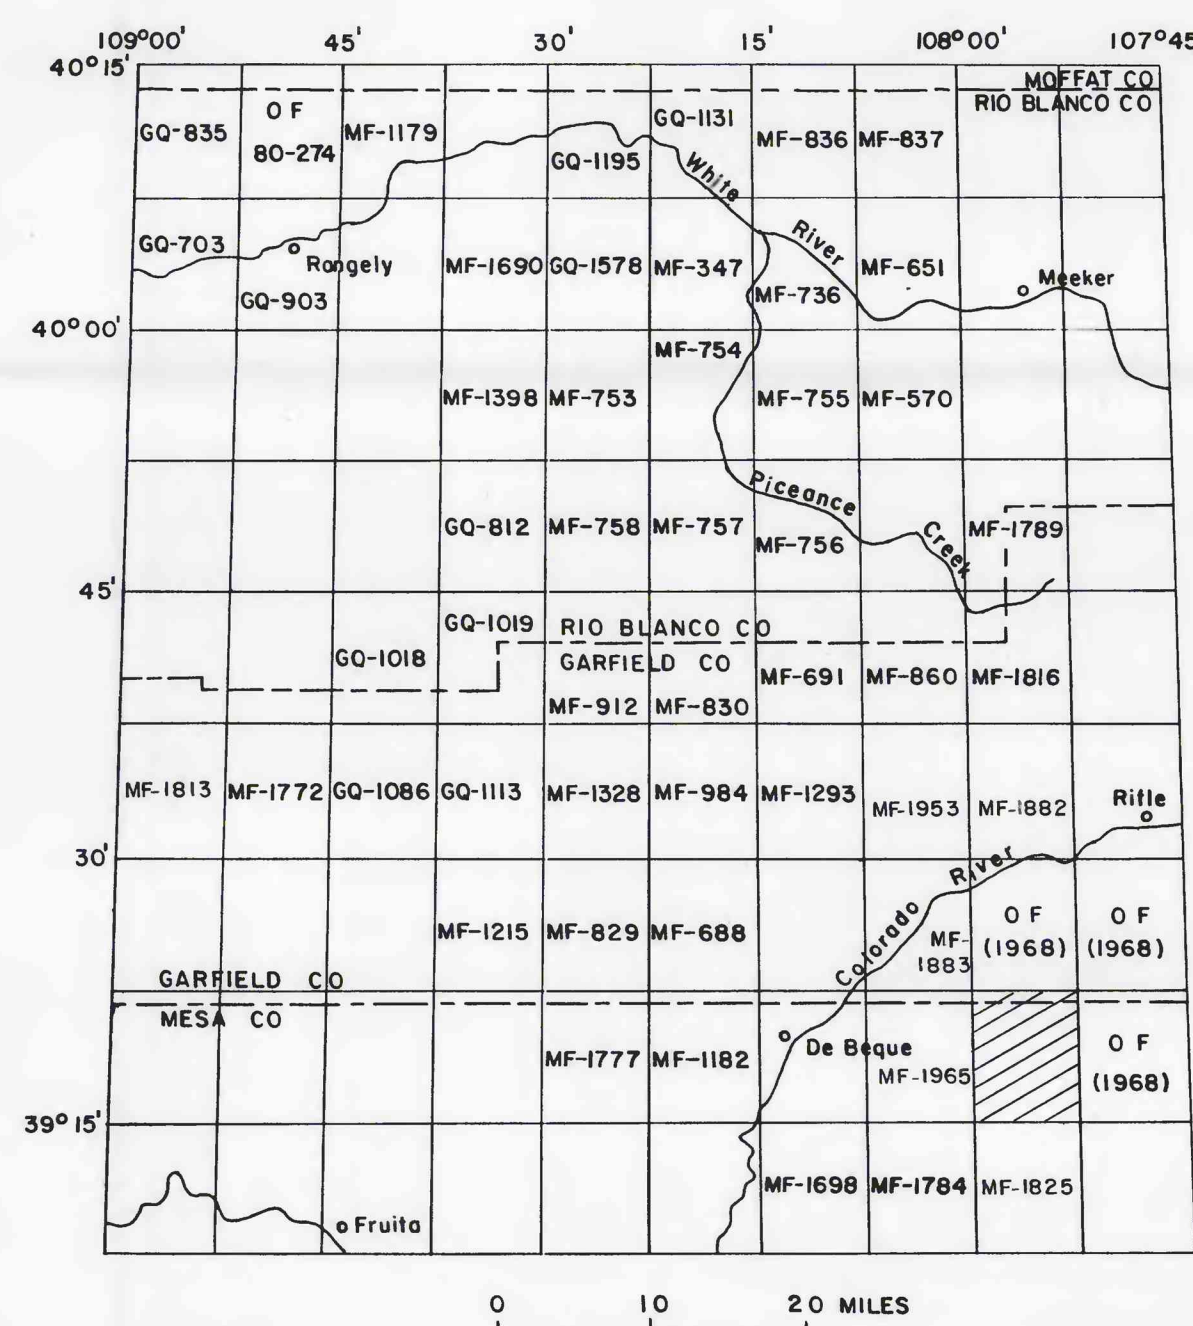 109°00' 45' 30' 15' 108°00' 107°45'
40°15'
MOFFAT CO
RIO BLANCO CO
GQ-835
OF
80-274
MF-1179
GQ-1131
MF-836
MF-837
GQ-1195
White
River
GQ-703
Rangely
GQ-903
MF-1690
GQ-1578
MF-347
MF-736
MF-651
Meeker
40°00'
MF-754
MF-1398
MF-753
MF-755
MF-570
Piceance
Creek
GQ-812
MF-758
MF-757
MF-756
MF-1789
45'
GQ-1019
RIO BLANCO CO
GARFIELD CO
GQ-1018
MF-691
MF-860
MF-1816
MF-912
MF-830
MF-1813
MF-1772
GQ-1086
GQ-1113
MF-1328
MF-984
MF-1293
MF-1953
MF-1882
Rifle
30'
Colorado
River
MF-1215
MF-829
MF-688
MF-
1883
OF
(1968)
OF
(1968)
GARFIELD CO
MESA CO
De Beque
MF-1777
MF-1182
MF-1965
OF
(1968)
39°15'
MF-1698
MF-1784
MF-1825
Fruita
0 10 20 MILES